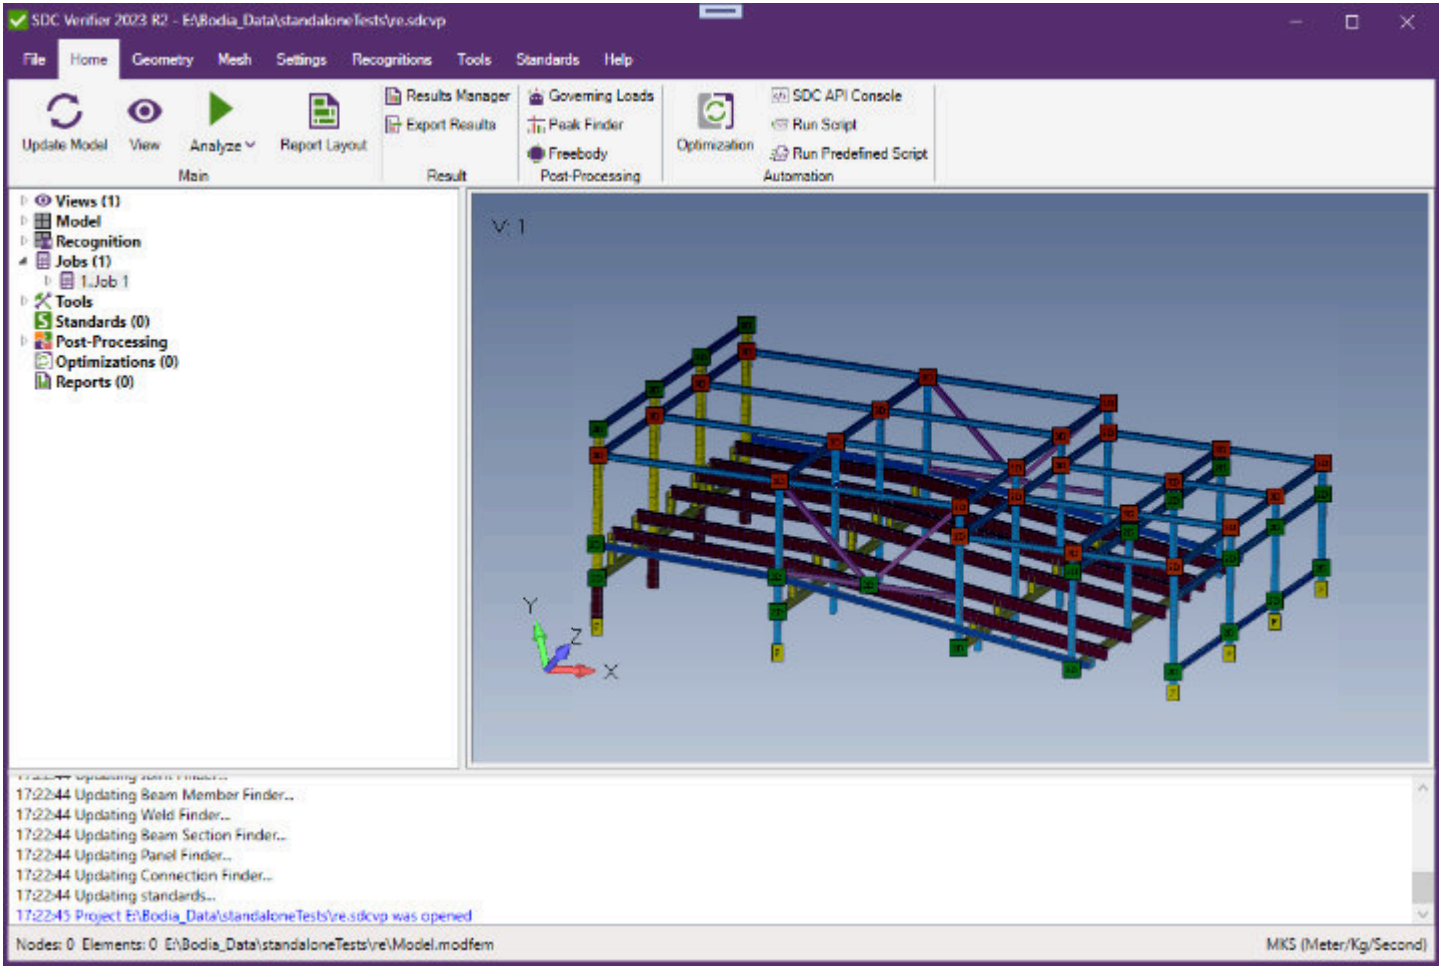 SDC Verifier 2023 R2 - E:\Bodia_Data\standaloneTests\re.sdcvp
File Home Geometry Mesh Settings Recognitions Tools Standards Help
Update Model View Analyze Report Layout
Main
Results Manager
Export Results
Result
Governing Loads
Peak Finder
Freebody
Post-Processing
Optimization
SDC API Console
Run Script
Run Predefined Script
Automation
Views (1)
Model
Recognition
Jobs (1)
1..Job 1
Tools
Standards (0)
Post-Processing
Optimizations (0)
Reports (0)
V: 1
Y
Z
X
17:22:44 Updating Joint Finder...
17:22:44 Updating Beam Member Finder...
17:22:44 Updating Weld Finder...
17:22:44 Updating Beam Section Finder...
17:22:44 Updating Panel Finder...
17:22:44 Updating Connection Finder...
17:22:44 Updating standards...
17:22:45 Project E:\Bodia_Data\standaloneTests\re.sdcvp was opened
Nodes: 0 Elements: 0 E:\Bodia_Data\standaloneTests\re\Model.modfem
MKS (Meter/Kg/Second)